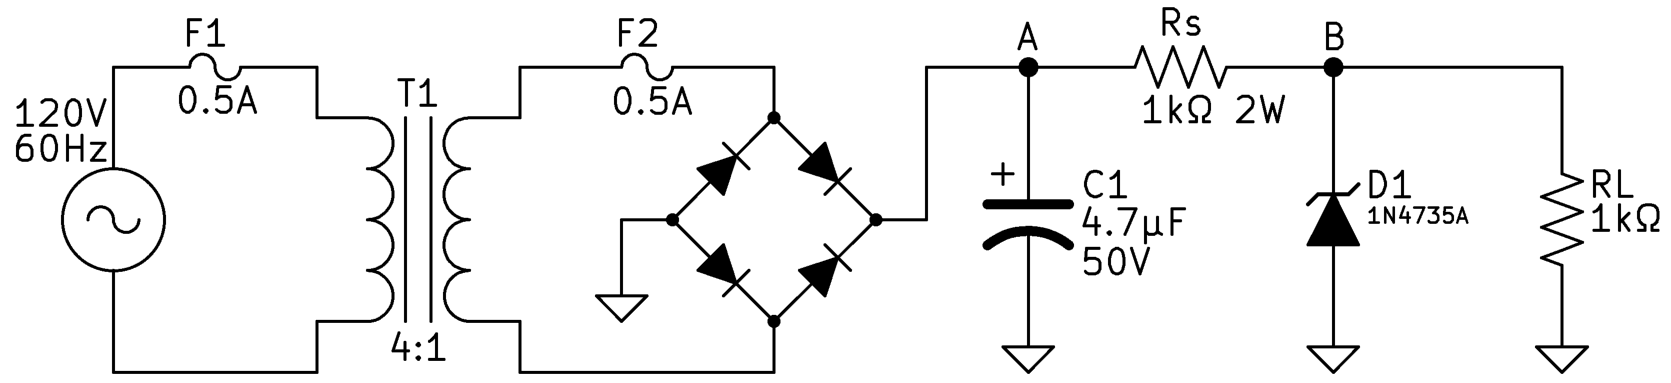 F1
0.5A
120V
60Hz
T1
4:1
F2
0.5A
A
+
C1
4.7µF
50V
Rs
1kΩ 2W
B
D1
1N4735A
RL
1kΩ